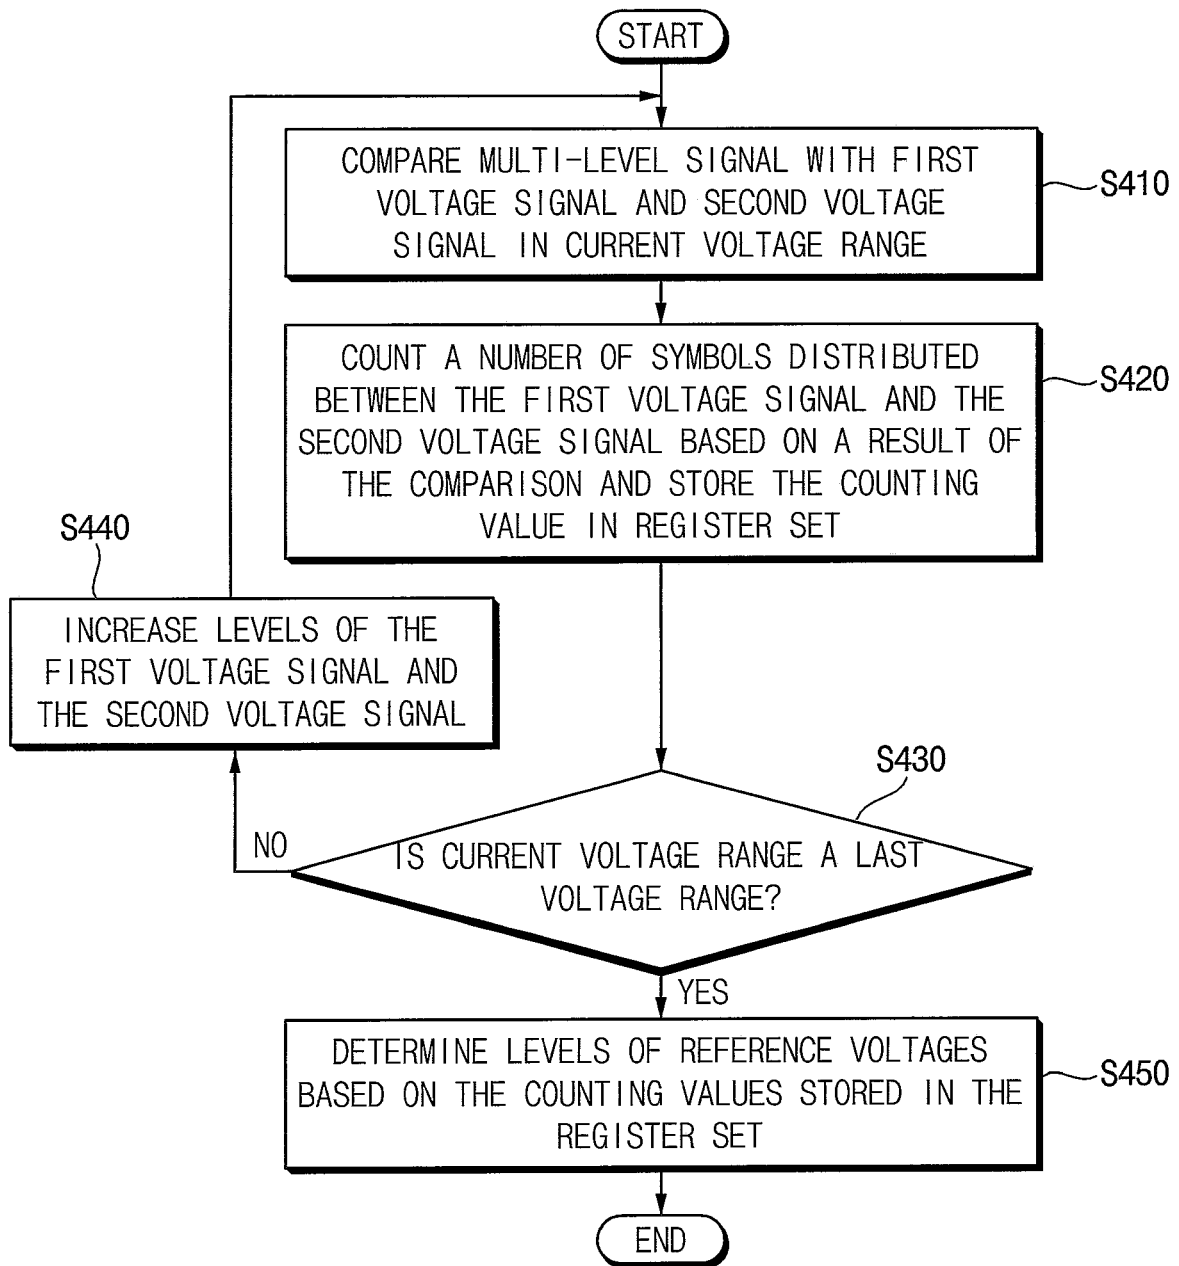 START
COMPARE MULTI-LEVEL SIGNAL WITH FIRST
VOLTAGE SIGNAL AND SECOND VOLTAGE
SIGNAL IN CURRENT VOLTAGE RANGE
S410
COUNT A NUMBER OF SYMBOLS DISTRIBUTED
BETWEEN THE FIRST VOLTAGE SIGNAL AND THE
SECOND VOLTAGE SIGNAL BASED ON A RESULT OF
THE COMPARISON AND STORE THE COUNTING
VALUE IN REGISTER SET
S420
S440
INCREASE LEVELS OF THE
FIRST VOLTAGE SIGNAL AND
THE SECOND VOLTAGE SIGNAL
S430
NO
IS CURRENT VOLTAGE RANGE A LAST
VOLTAGE RANGE?
YES
DETERMINE LEVELS OF REFERENCE VOLTAGES
BASED ON THE COUNTING VALUES STORED IN THE
REGISTER SET
S450
END